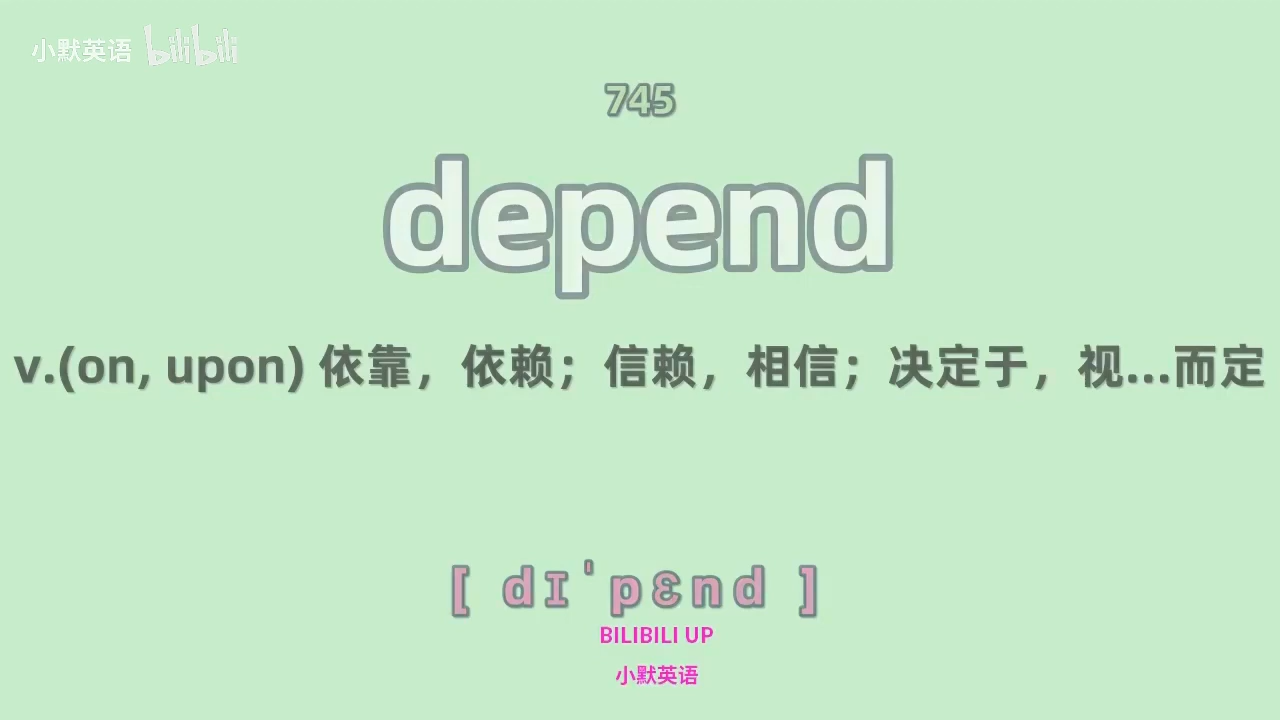 小默英语 bilibili
745
depend
v.(on, upon) 依靠，依赖；信赖，相信；决定于，视...而定
[ dɪˈpɛnd ]
BILIBILI UP
小默英语